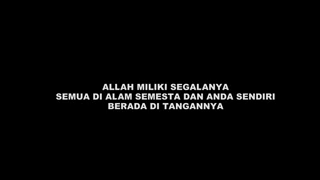 ALLAH MILIKI SEGALANYA
SEMUA DI ALAM SEMESTA DAN ANDA SENDIRI
BERADA DI TANGANNYA